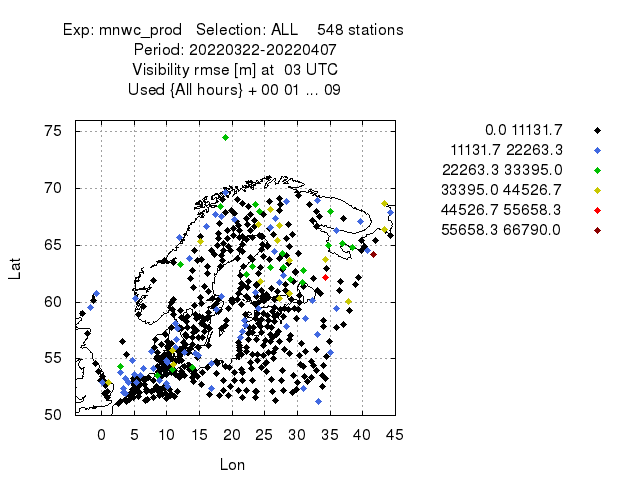 Exp: mnwc_prod   Selection: ALL    548 stations
Period: 20220322-20220407
Visibility rmse [m] at  03 UTC
Used {All hours} + 00 01 ... 09
0.0 11131.7
11131.7 22263.3
22263.3 33395.0
33395.0 44526.7
44526.7 55658.3
55658.3 66790.0
75
70
65
60
55
50
Lat
0 5 10 15 20 25 30 35 40 45
Lon